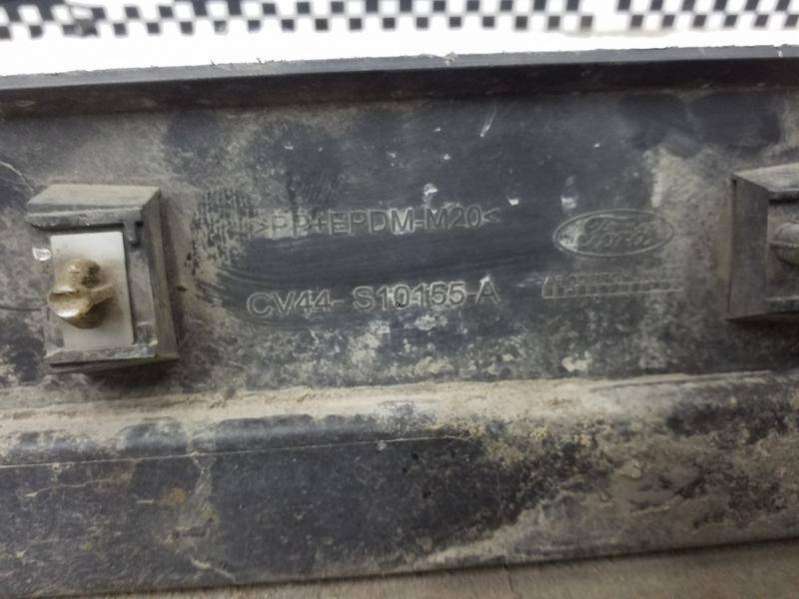 >PP+EPDM-M20<
Ford
CV44- S10155-A